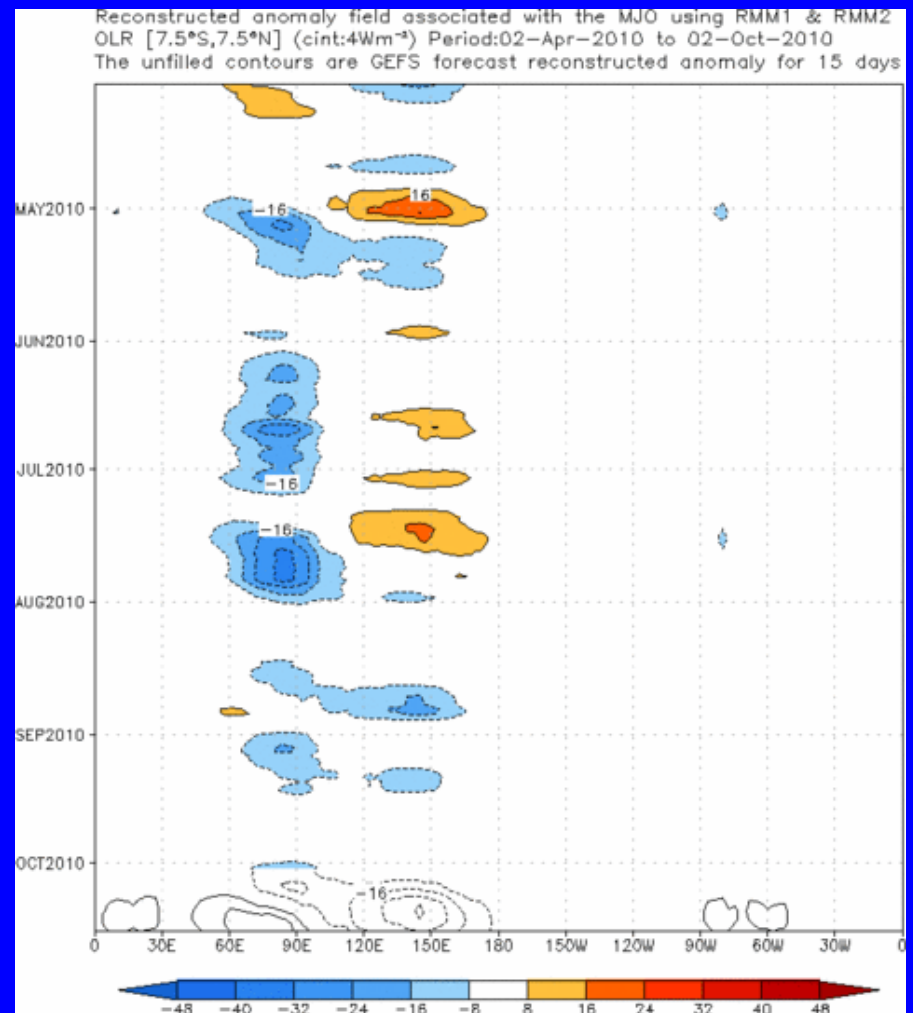 Reconstructed anomaly field associated with the MJO using RMM1 & RMM2
OLR [7.5°S,7.5°N] (cint:4Wm⁻²) Period:02-Apr-2010 to 02-Oct-2010
The unfilled contours are GEFS forecast reconstructed anomaly for 15 days
16
MAY2010
-16
JUN2010
JUL2010
-16
-16
AUG2010
SEP2010
OCT2010
-16
0 30E 60E 90E 120E 150E 180 150W 120W 90W 60W 30W 0
-48 -40 -32 -24 -16 -8 8 16 24 32 40 48